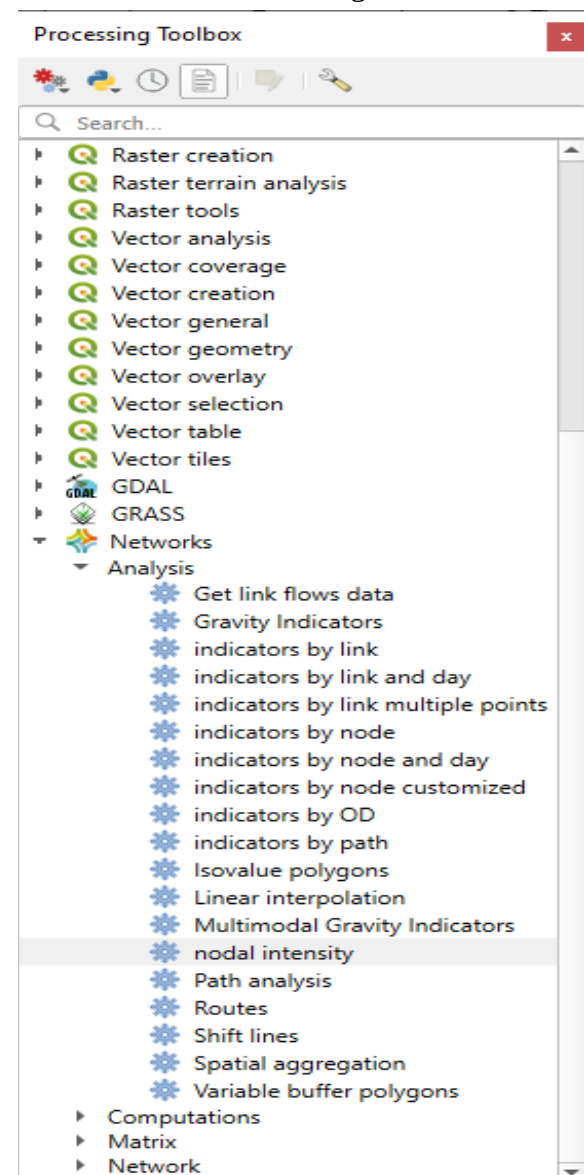 Processing Toolbox
Search...
Raster creation
Raster terrain analysis
Raster tools
Vector analysis
Vector coverage
Vector creation
Vector general
Vector geometry
Vector overlay
Vector selection
Vector table
Vector tiles
GDAL GDAL
GRASS
Networks
Analysis
Get link flows data
Gravity Indicators
indicators by link
indicators by link and day
indicators by link multiple points
indicators by node
indicators by node and day
indicators by node customized
indicators by OD
indicators by path
Isovalue polygons
Linear interpolation
Multimodal Gravity Indicators
nodal intensity
Path analysis
Routes
Shift lines
Spatial aggregation
Variable buffer polygons
Computations
Matrix
Network